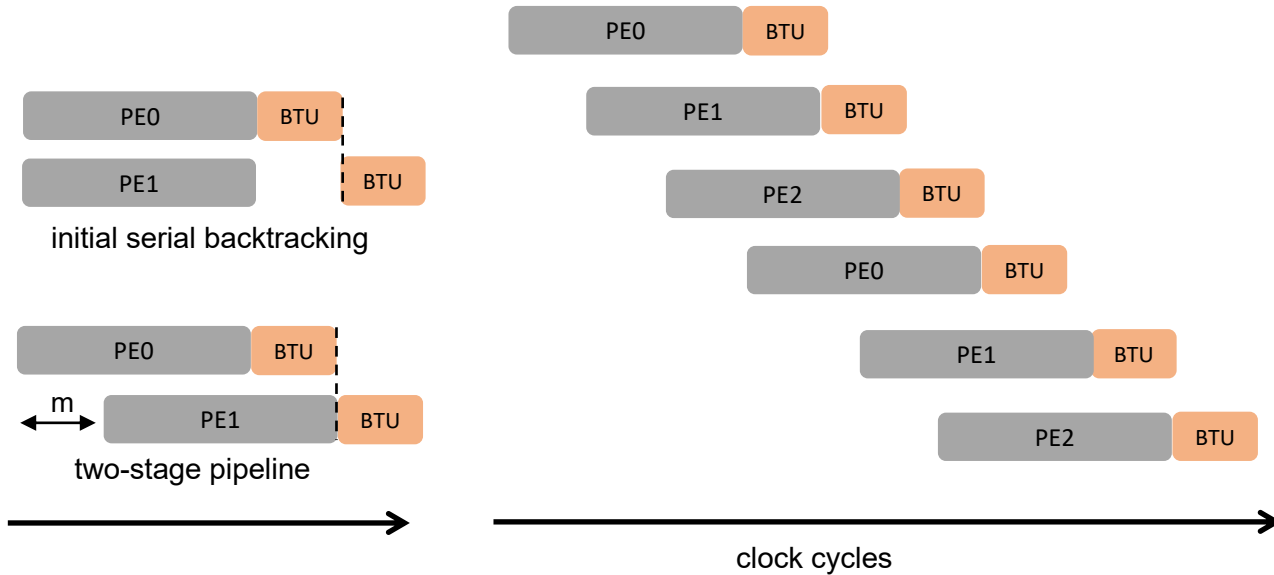 PE0 BTU
PE1 BTU
initial serial backtracking
PE0 BTU
m PE1 BTU
two-stage pipeline
PE0 BTU
PE1 BTU
PE2 BTU
PE0 BTU
PE1 BTU
PE2 BTU
clock cycles